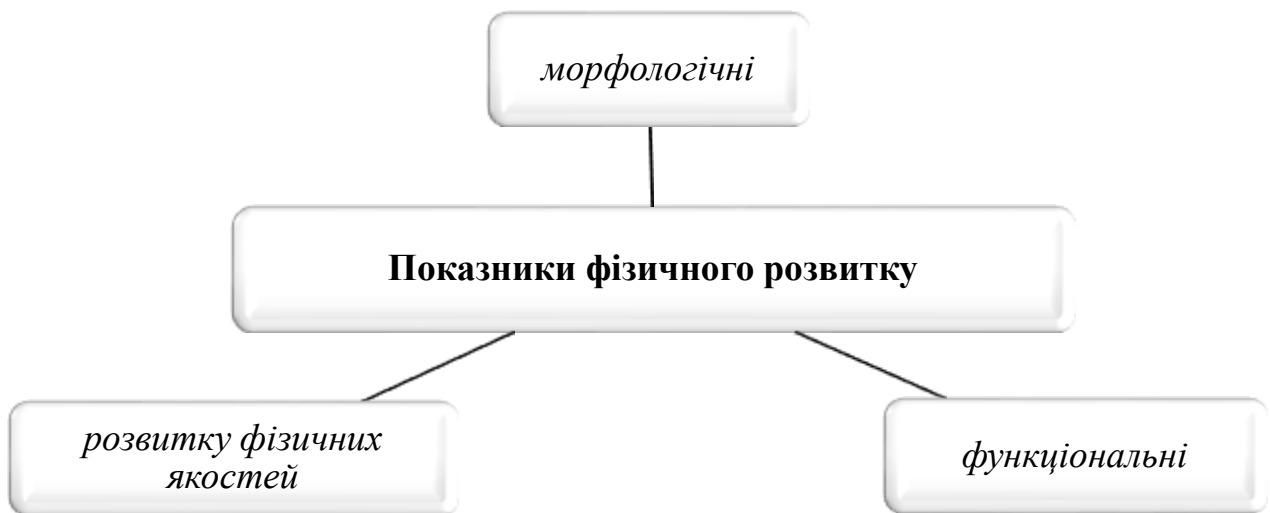 морфологічні
Показники фізичного розвитку
розвитку фізичних
якостей
функціональні